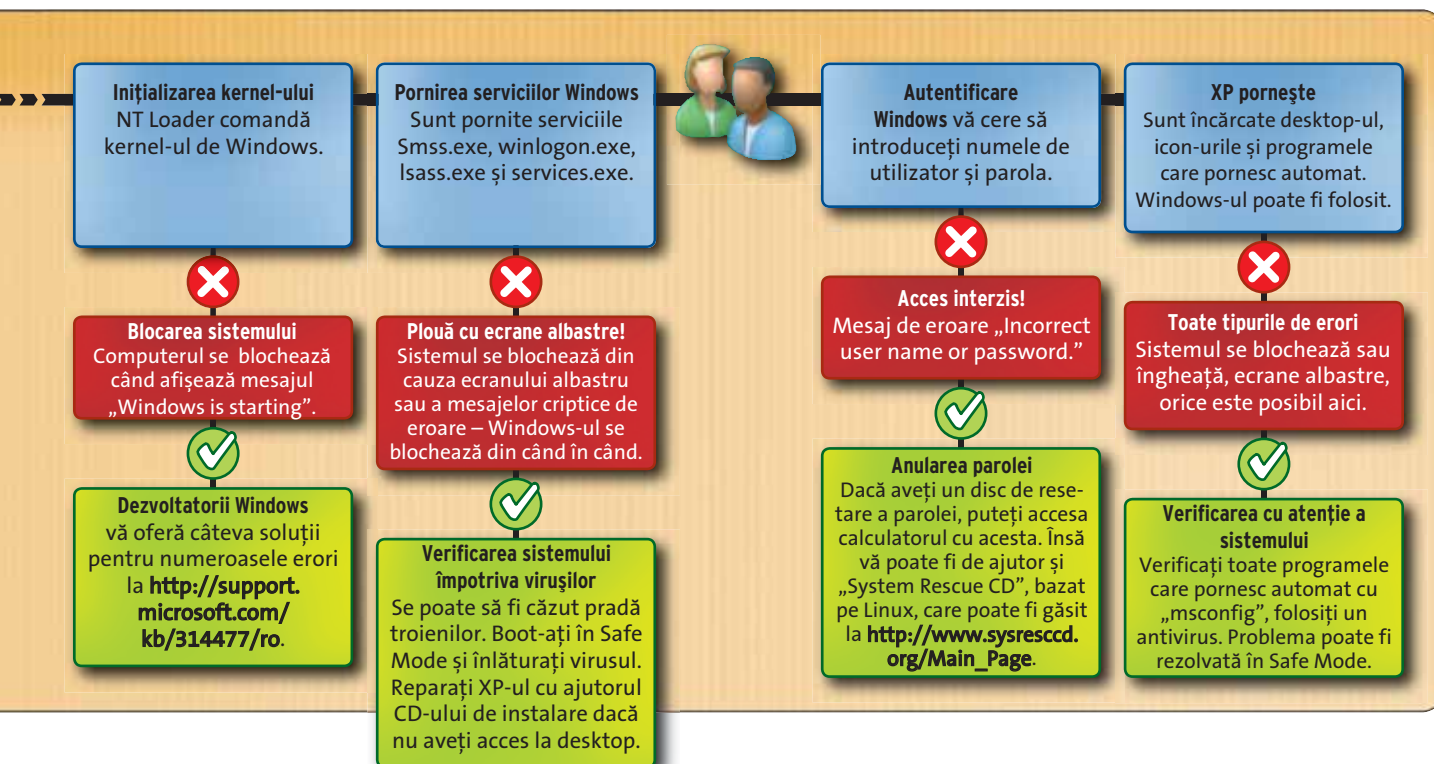 Inițializarea kernel-ului
NT Loader comandă
kernel-ul de Windows.
Blocarea sistemului
Computerul se blochează
când afișează mesajul
„Windows is starting”.
Dezvoltatorii Windows
vă oferă câteva soluții
pentru numeroasele erori
la http://support.
microsoft.com/
kb/314477/ro.
Pornirea serviciilor Windows
Sunt pornite serviciile
Smss.exe, winlogon.exe,
lsass.exe și services.exe.
Plouă cu ecrane albastre!
Sistemul se blochează din
cauza ecranului albastru
sau a mesajelor criptice de
eroare – Windows-ul se
blochează din când în când.
Verificarea sistemului
împotriva viruşilor
Se poate să fi căzut pradă
troienilor. Boot-ați în Safe
Mode și înlăturați virusul.
Reparați XP-ul cu ajutorul
CD-ului de instalare dacă
nu aveți acces la desktop.
Autentificare
Windows vă cere să
introduceți numele de
utilizator și parola.
Acces interzis!
Mesaj de eroare „Incorrect
user name or password.”
Anularea parolei
Dacă aveți un disc de rese-
tare a parolei, puteți accesa
calculatorul cu acesta. Însă
vă poate fi de ajutor și
„System Rescue CD”, bazat
pe Linux, care poate fi găsit
la http://www.sysresccd.
org/Main_Page.
XP porneşte
Sunt încărcate desktop-ul,
icon-urile și programele
care pornesc automat.
Windows-ul poate fi folosit.
Toate tipurile de erori
Sistemul se blochează sau
îngheață, ecrane albastre,
orice este posibil aici.
Verificarea cu atenție a
sistemului
Verificați toate programele
care pornesc automat cu
„msconfig”, folosiți un
antivirus. Problema poate fi
rezolvată în Safe Mode.